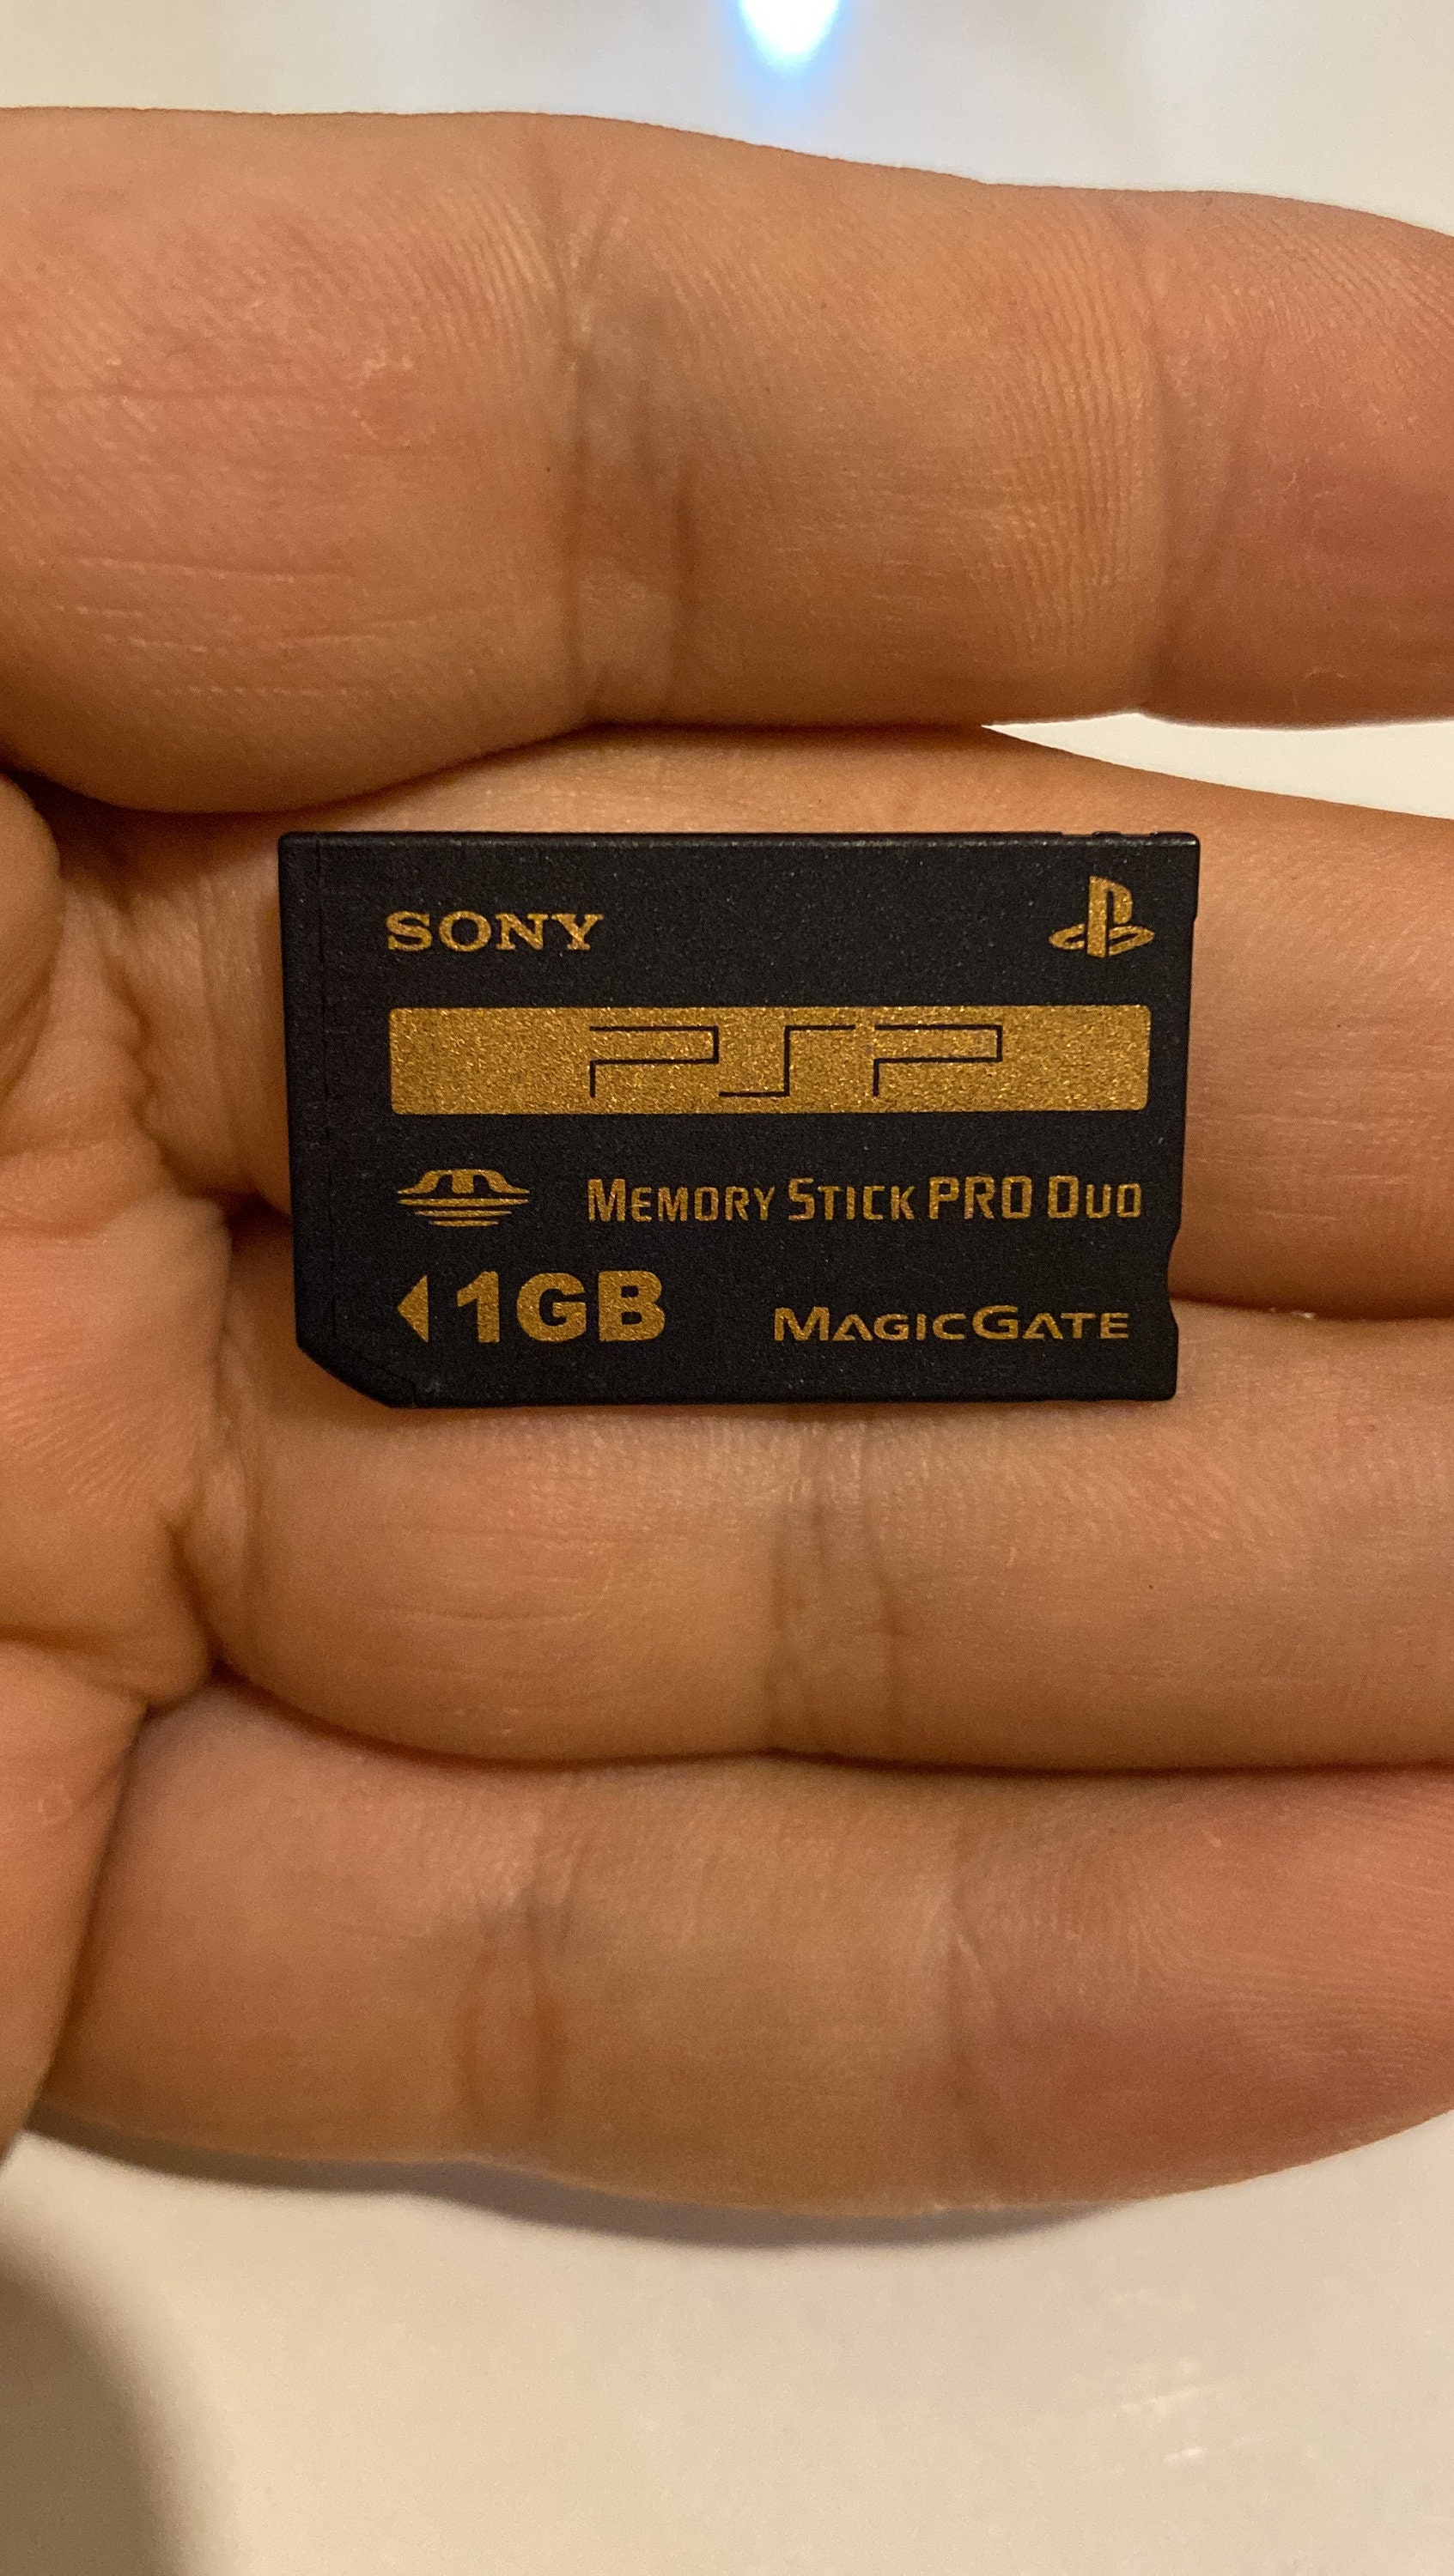 SONY
PSP
MEMORY STICK PRO DUO
1GB MAGICGATE